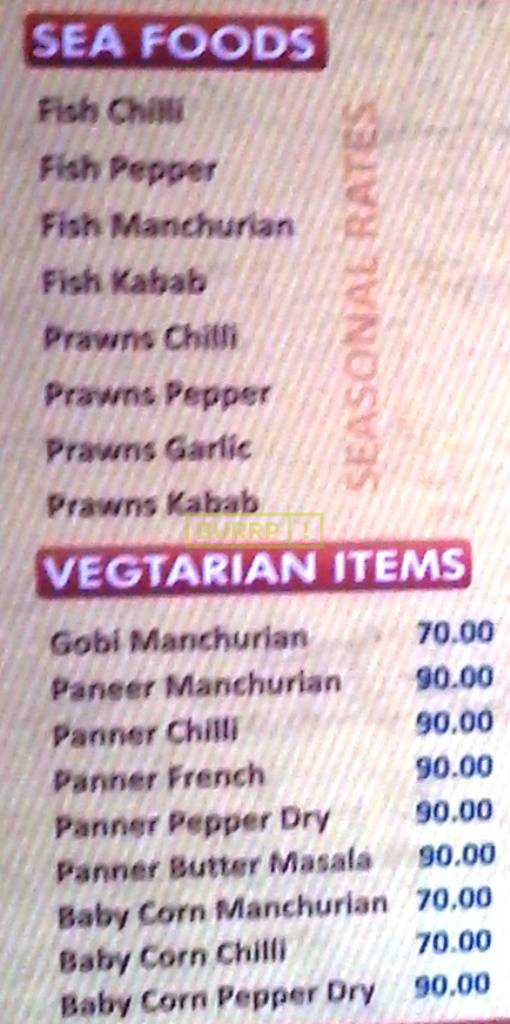 SEA FOODS
Fish Chilli
Fish Pepper
Fish Manchurian
Fish Kabab
Prawns Chilli
Prawns Pepper
Prawns Garlic
Prawns Kabab
SEASONAL RATES
BURRP!
VEGTARIAN ITEMS
Gobi Manchurian 70.00
Paneer Manchurian 90.00
Panner Chilli 90.00
Panner French 90.00
Panner Pepper Dry 90.00
Panner Butter Masala 90.00
Baby Corn Manchurian 70.00
Baby Corn Chilli 70.00
Baby Corn Pepper Dry 90.00